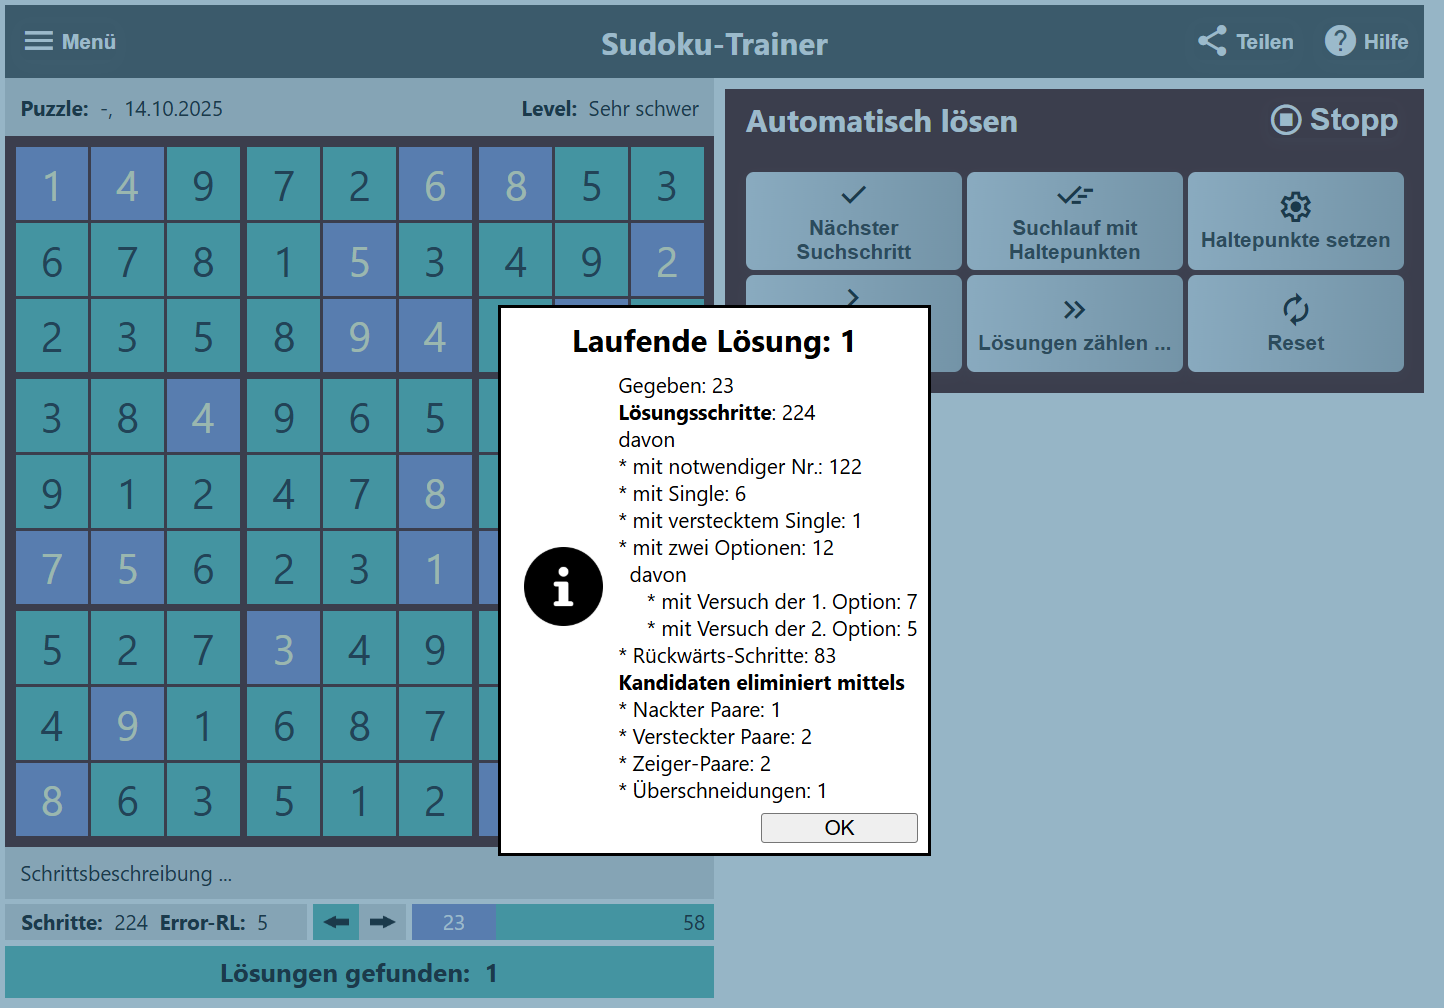 Menü
Sudoku-Trainer
Teilen
Hilfe
Puzzle: -, 14.10.2025
Level: Sehr schwer
1 4 9 7 2 6 8 5 3
6 7 8 1 5 3 4 9 2
2 3 5 8 9 4
3 8 4 9 6 5
9 1 2 4 7 8
7 5 6 2 3 1
5 2 7 3 4 9
4 9 1 6 8 7
8 6 3 5 1 2
Automatisch lösen
Stopp
Nächster
Suchschritt
Suchlauf mit
Haltepunkten
Haltepunkte setzen
Lösungen zählen ...
Reset
Laufende Lösung: 1
Gegeben: 23
Lösungsschritte: 224
davon
* mit notwendiger Nr.: 122
* mit Single: 6
* mit verstecktem Single: 1
* mit zwei Optionen: 12
davon
* mit Versuch der 1. Option: 7
* mit Versuch der 2. Option: 5
* Rückwärts-Schritte: 83
Kandidaten eliminiert mittels
* Nackter Paare: 1
* Versteckter Paare: 2
* Zeiger-Paare: 2
* Überschneidungen: 1
OK
Schrittsbeschreibung ...
Schritte: 224 Error-RL: 5
23
58
Lösungen gefunden: 1